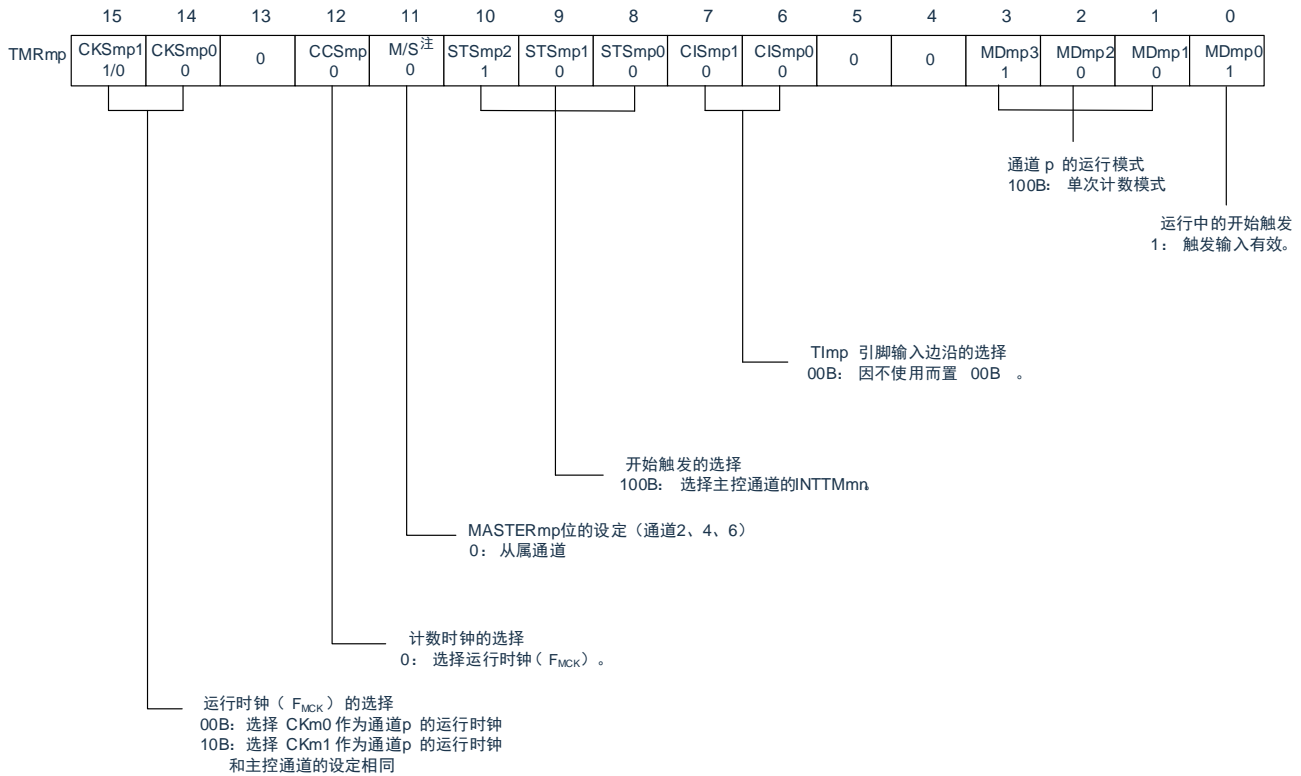 15 14 13 12 11 10 9 8 7 6 5 4 3 2 1 0
TMRmp CKSmp1 CKSmp0 0 CCSmp M/S注 STSmp2 STSmp1 STSmp0 CISmp1 CISmp0 0 0 MDmp3 MDmp2 MDmp1 MDmp0
1/0 0 0 0 1 0 0 0 0 1 0 0 1
通道 p 的运行模式
100B： 单次计数模式
运行中的开始触发
1： 触发输入有效。
TImp 引脚输入边沿的选择
00B： 因不使用而置 00B 。
开始触发的选择
100B： 选择主控通道的INTTMmn。
MASTERmp位的设定（通道2、4、6）
0： 从属通道
计数时钟的选择
0： 选择运行时钟（ FMCK）。
运行时钟（ FMCK ）的选择
00B：选择 CKm0 作为通道p 的运行时钟
10B：选择 CKm1 作为通道p 的运行时钟
和主控通道的设定相同